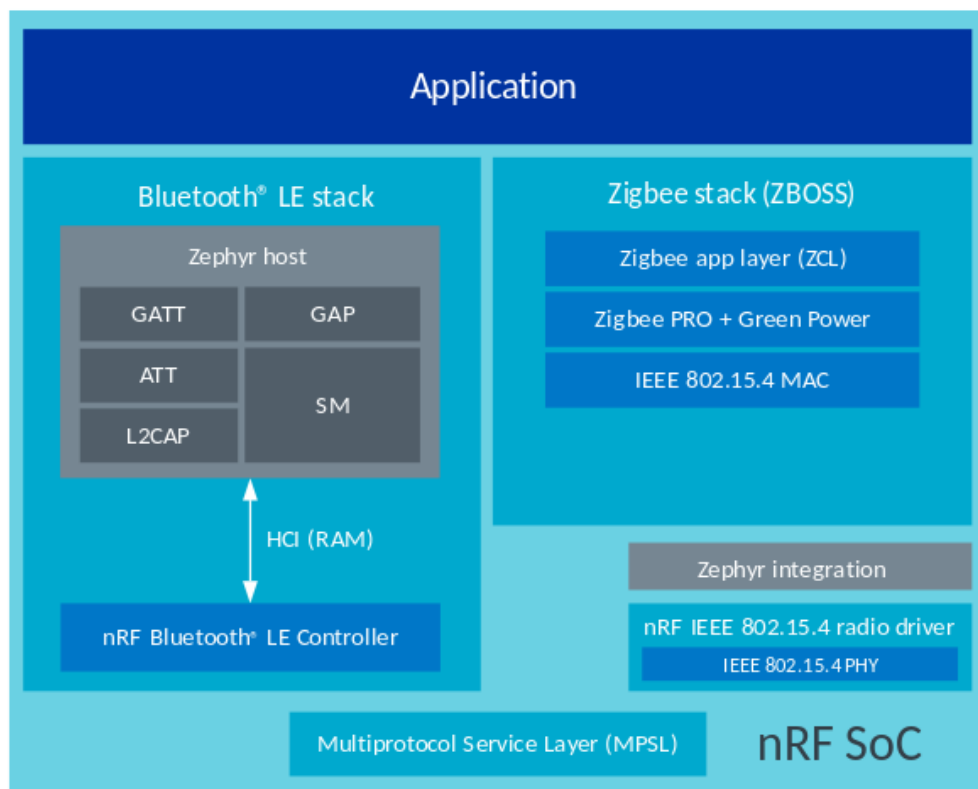 Application
Bluetooth® LE stack
Zephyr host
GATT
GAP
ATT
SM
L2CAP
HCI (RAM)
nRF Bluetooth® LE Controller
Zigbee stack (ZBOSS)
Zigbee app layer (ZCL)
Zigbee PRO + Green Power
IEEE 802.15.4 MAC
Zephyr integration
nRF IEEE 802.15.4 radio driver
IEEE 802.15.4 PHY
Multiprotocol Service Layer (MPSL)
nRF SoC